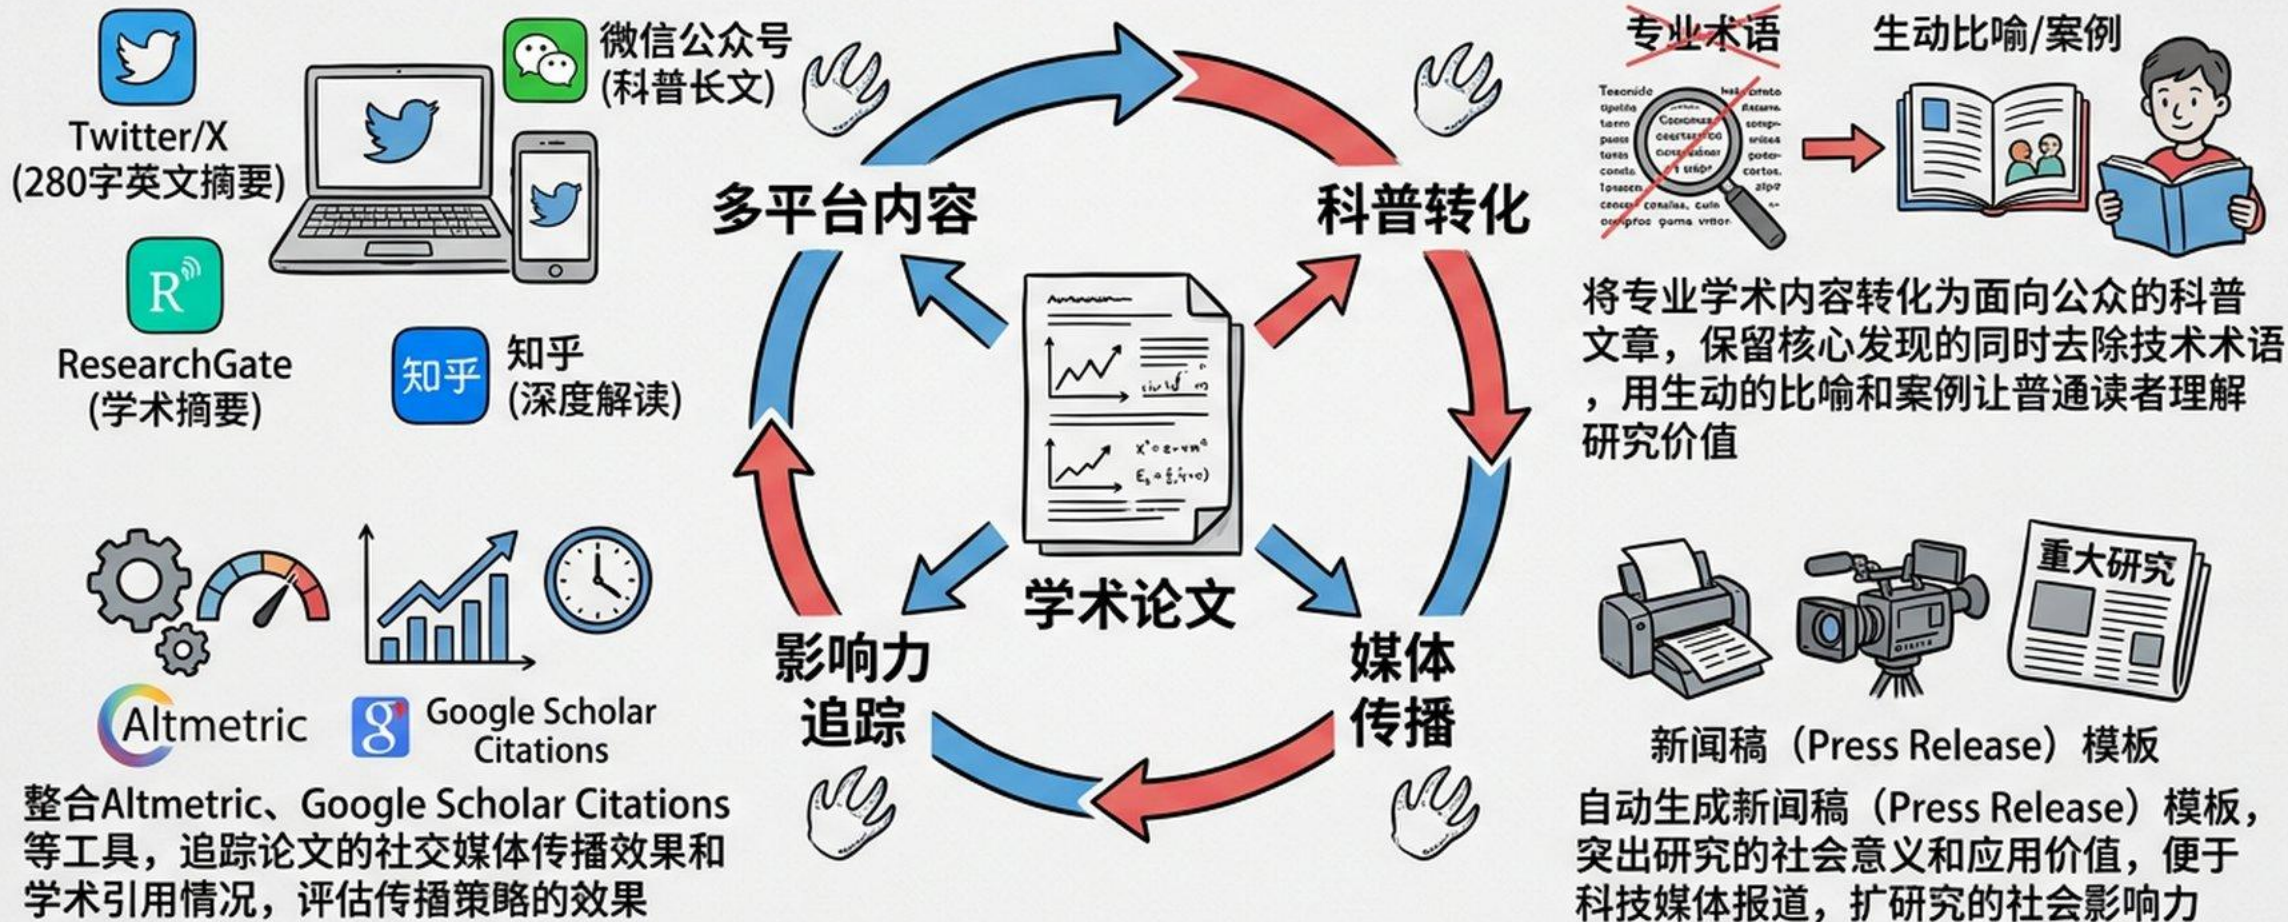 Twitter/X
(280字英文摘要)
微信公众号
(科普长文)
R
ResearchGate
(学术摘要)
知乎
知乎
(深度解读)
多平台内容
科普转化
专业术语
生动比喻/案例
将专业学术内容转化为面向公众的科普
文章，保留核心发现的同时去除技术术语
，用生动的比喻和案例让普通读者理解
研究价值
学术论文
影响力
追踪
媒体
传播
Altmetric
g
Google Scholar
Citations
整合Altmetric、Google Scholar Citations
等工具，追踪论文的社交媒体传播效果和
学术引用情况，评估传播策略的效果
重大研究
新闻稿（Press Release）模板
自动生成新闻稿（Press Release）模板，
突出研究的社会意义和应用价值，便于
科技媒体报道，扩研究的社会影响力